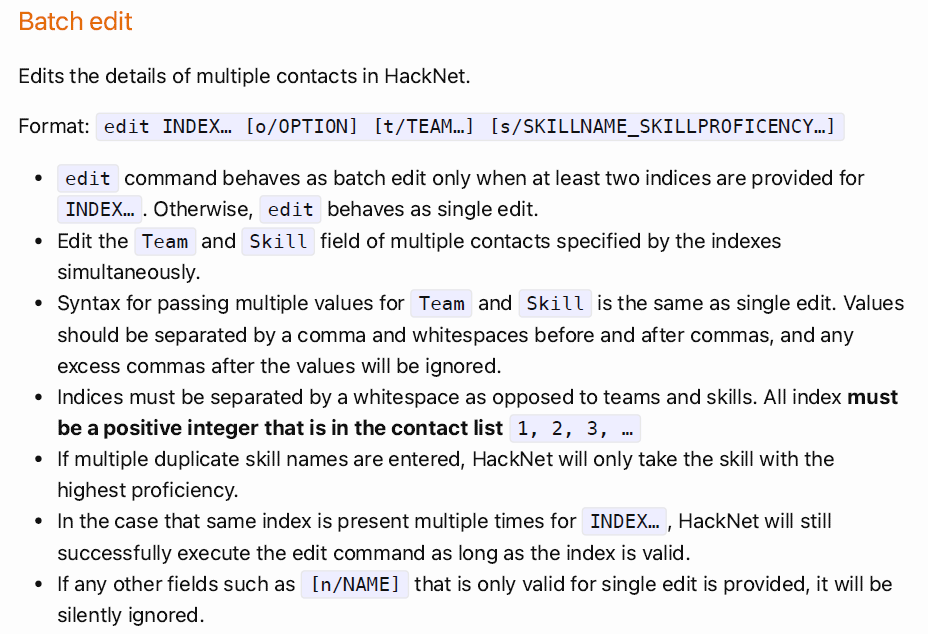 Batch edit
Edits the details of multiple contacts in HackNet.
Format: edit INDEX… [o/OPTION] [t/TEAM…] [s/SKILLNAME_SKILLPROFICENCY…]
• edit command behaves as batch edit only when at least two indices are provided for
INDEX… . Otherwise, edit behaves as single edit.
• Edit the Team and Skill field of multiple contacts specified by the indexes
simultaneously.
• Syntax for passing multiple values for Team and Skill is the same as single edit. Values
should be separated by a comma and whitespaces before and after commas, and any
excess commas after the values will be ignored.
• Indices must be separated by a whitespace as opposed to teams and skills. All index must
be a positive integer that is in the contact list 1, 2, 3, …
• If multiple duplicate skill names are entered, HackNet will only take the skill with the
highest proficiency.
• In the case that same index is present multiple times for INDEX… , HackNet will still
successfully execute the edit command as long as the index is valid.
• If any other fields such as [n/NAME] that is only valid for single edit is provided, it will be
silently ignored.